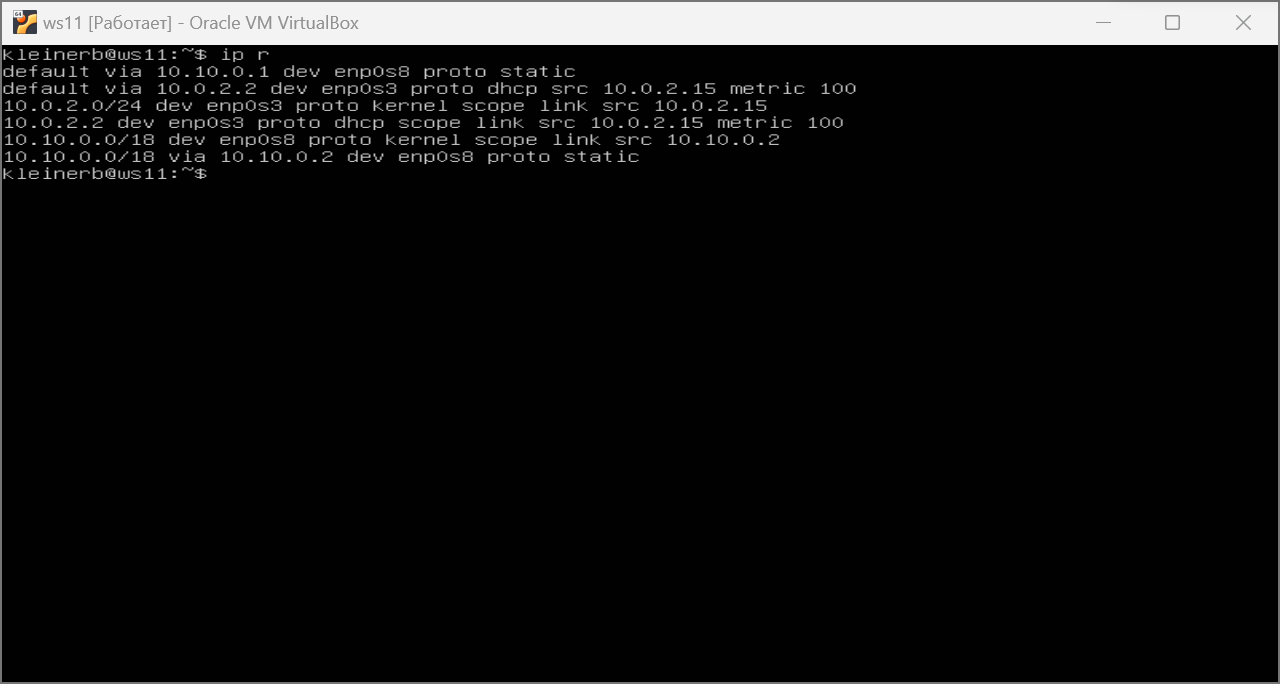 ws11 [Работает] - Oracle VM VirtualBox
kleinerb@ws11:~$ ip r
default via 10.10.0.1 dev enp0s8 proto static
default via 10.0.2.2 dev enp0s3 proto dhcp src 10.0.2.15 metric 100
10.0.2.0/24 dev enp0s3 proto kernel scope link src 10.0.2.15
10.0.2.2 dev enp0s3 proto dhcp scope link src 10.0.2.15 metric 100
10.10.0.0/18 dev enp0s8 proto kernel scope link src 10.10.0.2
10.10.0.0/18 via 10.10.0.2 dev enp0s8 proto static
kleinerb@ws11:~$